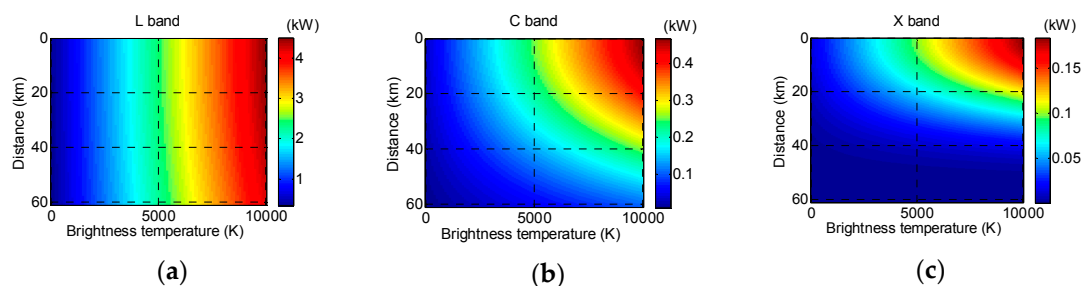 L band
(kW)
Distance (km)
0
20
40
60
0
5000
10000
4
3
2
1
Brightness temperature (K)
(a)
C band
(kW)
Distance (km)
0
20
40
60
0
5000
10000
0.4
0.3
0.2
0.1
Brightness temperature (K)
(b)
X band
(kW)
Distance (km)
0
20
40
60
0
5000
10000
0.15
0.1
0.05
Brightness temperature (K)
(c)